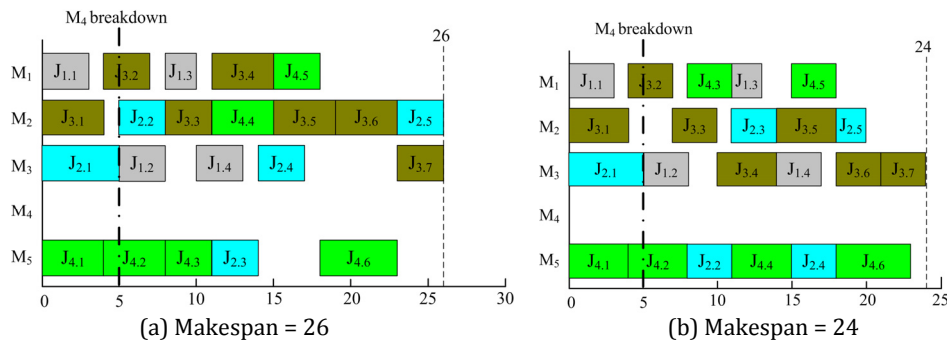 M4 breakdown
26
M1 J1.1 J3.2 J1.3 J3.4 J4.5
M2 J3.1 J2.2 J3.3 J4.4 J3.5 J3.6 J2.5
M3 J2.1 J1.2 J1.4 J2.4 J3.7
M4
M5 J4.1 J4.2 J4.3 J2.3 J4.6
0 5 10 15 20 25 30
(a) Makespan = 26
M4 breakdown
24
M1 J1.1 J3.2 J4.3 J1.3 J4.5
M2 J3.1 J3.3 J2.3 J3.5 J2.5
M3 J2.1 J1.2 J3.4 J1.4 J3.6 J3.7
M4
M5 J4.1 J4.2 J2.2 J4.4 J2.4 J4.6
0 5 10 15 20 25
(b) Makespan = 24